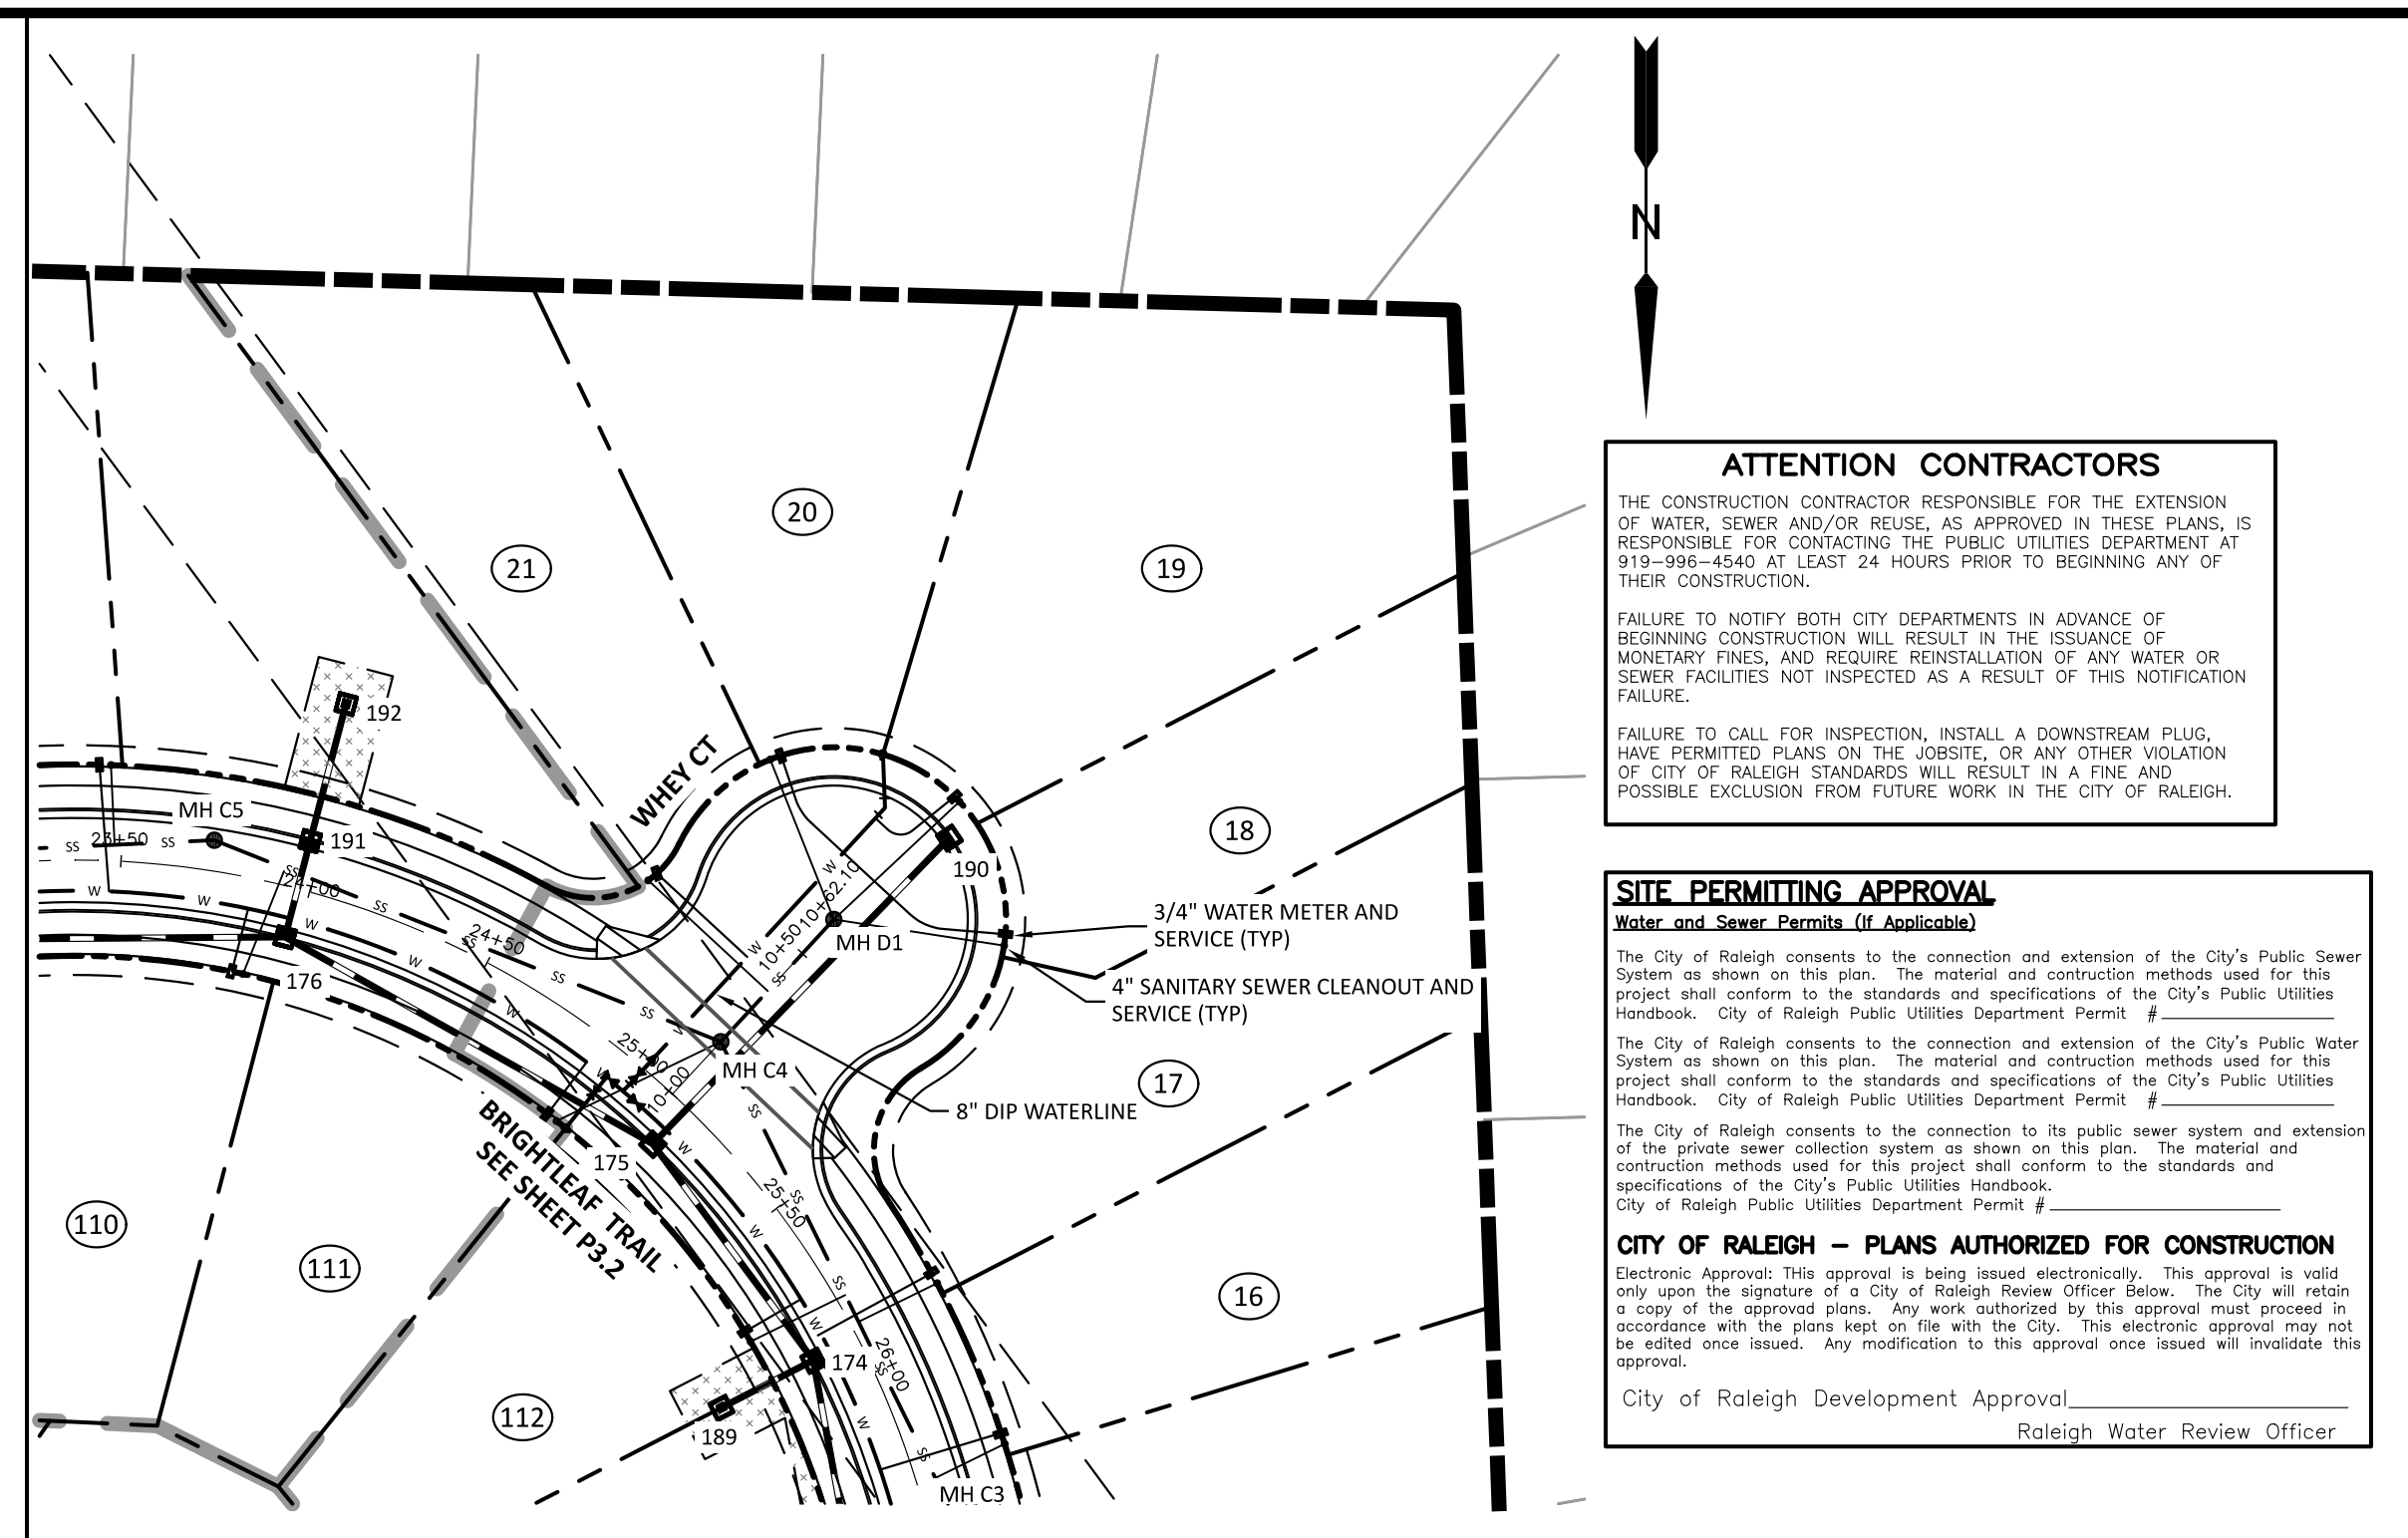 N
20
21
19
192
WHEY CT
MH C5
191
18
23+50
24+00
190
10+62.10
3/4" WATER METER AND
SERVICE (TYP)
24+50
10+50
MH D1
176
4" SANITARY SEWER CLEANOUT AND
SERVICE (TYP)
25+00
MH C4
17
10+00
8" DIP WATERLINE
BRIGHTLEAF TRAIL
SEE SHEET P3.2
175
110
25+50
111
16
174
26+00
112
189
MH C3
SS
W
ATTENTION CONTRACTORS
THE CONSTRUCTION CONTRACTOR RESPONSIBLE FOR THE EXTENSION
OF WATER, SEWER AND/OR REUSE, AS APPROVED IN THESE PLANS, IS
RESPONSIBLE FOR CONTACTING THE PUBLIC UTILITIES DEPARTMENT AT
919-996-4540 AT LEAST 24 HOURS PRIOR TO BEGINNING ANY OF
THEIR CONSTRUCTION.
FAILURE TO NOTIFY BOTH CITY DEPARTMENTS IN ADVANCE OF
BEGINNING CONSTRUCTION WILL RESULT IN THE ISSUANCE OF
MONETARY FINES, AND REQUIRE REINSTALLATION OF ANY WATER OR
SEWER FACILITIES NOT INSPECTED AS A RESULT OF THIS NOTIFICATION
FAILURE.
FAILURE TO CALL FOR INSPECTION, INSTALL A DOWNSTREAM PLUG,
HAVE PERMITTED PLANS ON THE JOBSITE, OR ANY OTHER VIOLATION
OF CITY OF RALEIGH STANDARDS WILL RESULT IN A FINE AND
POSSIBLE EXCLUSION FROM FUTURE WORK IN THE CITY OF RALEIGH.
SITE PERMITTING APPROVAL
Water and Sewer Permits (If Applicable)
The City of Raleigh consents to the connection and extension of the City's Public Sewer
System as shown on this plan. The material and contruction methods used for this
project shall conform to the standards and specifications of the City's Public Utilities
Handbook. City of Raleigh Public Utilities Department Permit #
The City of Raleigh consents to the connection and extension of the City's Public Water
System as shown on this plan. The material and contruction methods used for this
project shall conform to the standards and specifications of the City's Public Utilities
Handbook. City of Raleigh Public Utilities Department Permit #
The City of Raleigh consents to the connection to its public sewer system and extension
of the private sewer collection system as shown on this plan. The material and
contruction methods used for this project shall conform to the standards and
specifications of the City's Public Utilities Handbook.
City of Raleigh Public Utilities Department Permit #
CITY OF RALEIGH – PLANS AUTHORIZED FOR CONSTRUCTION
Electronic Approval: THis approval is being issued electronically. This approval is valid
only upon the signature of a City of Raleigh Review Officer Below. The City will retain
a copy of the approvad plans. Any work authorized by this approval must proceed in
accordance with the plans kept on file with the City. This electronic approval may not
be edited once issued. Any modification to this approval once issued will invalidate this
approval.
City of Raleigh Development Approval
Raleigh Water Review Officer